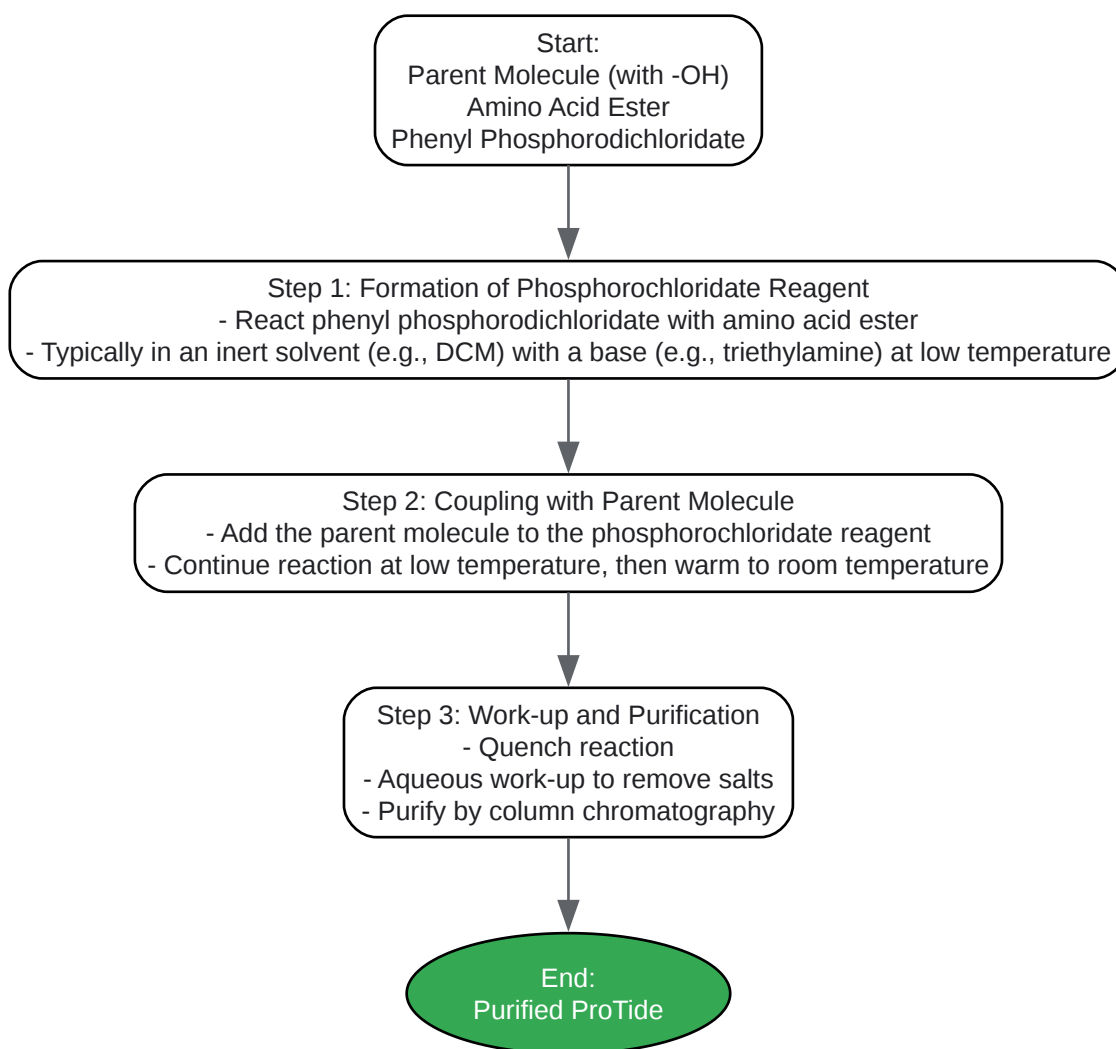 Start:
Parent Molecule (with -OH)
Amino Acid Ester
Phenyl Phosphorodichloridate
Step 1: Formation of Phosphorochloridate Reagent
- React phenyl phosphorodichloridate with amino acid ester
- Typically in an inert solvent (e.g., DCM) with a base (e.g., triethylamine) at low temperature
Step 2: Coupling with Parent Molecule
- Add the parent molecule to the phosphorochloridate reagent
- Continue reaction at low temperature, then warm to room temperature
Step 3: Work-up and Purification
- Quench reaction
- Aqueous work-up to remove salts
- Purify by column chromatography
End:
Purified ProTide